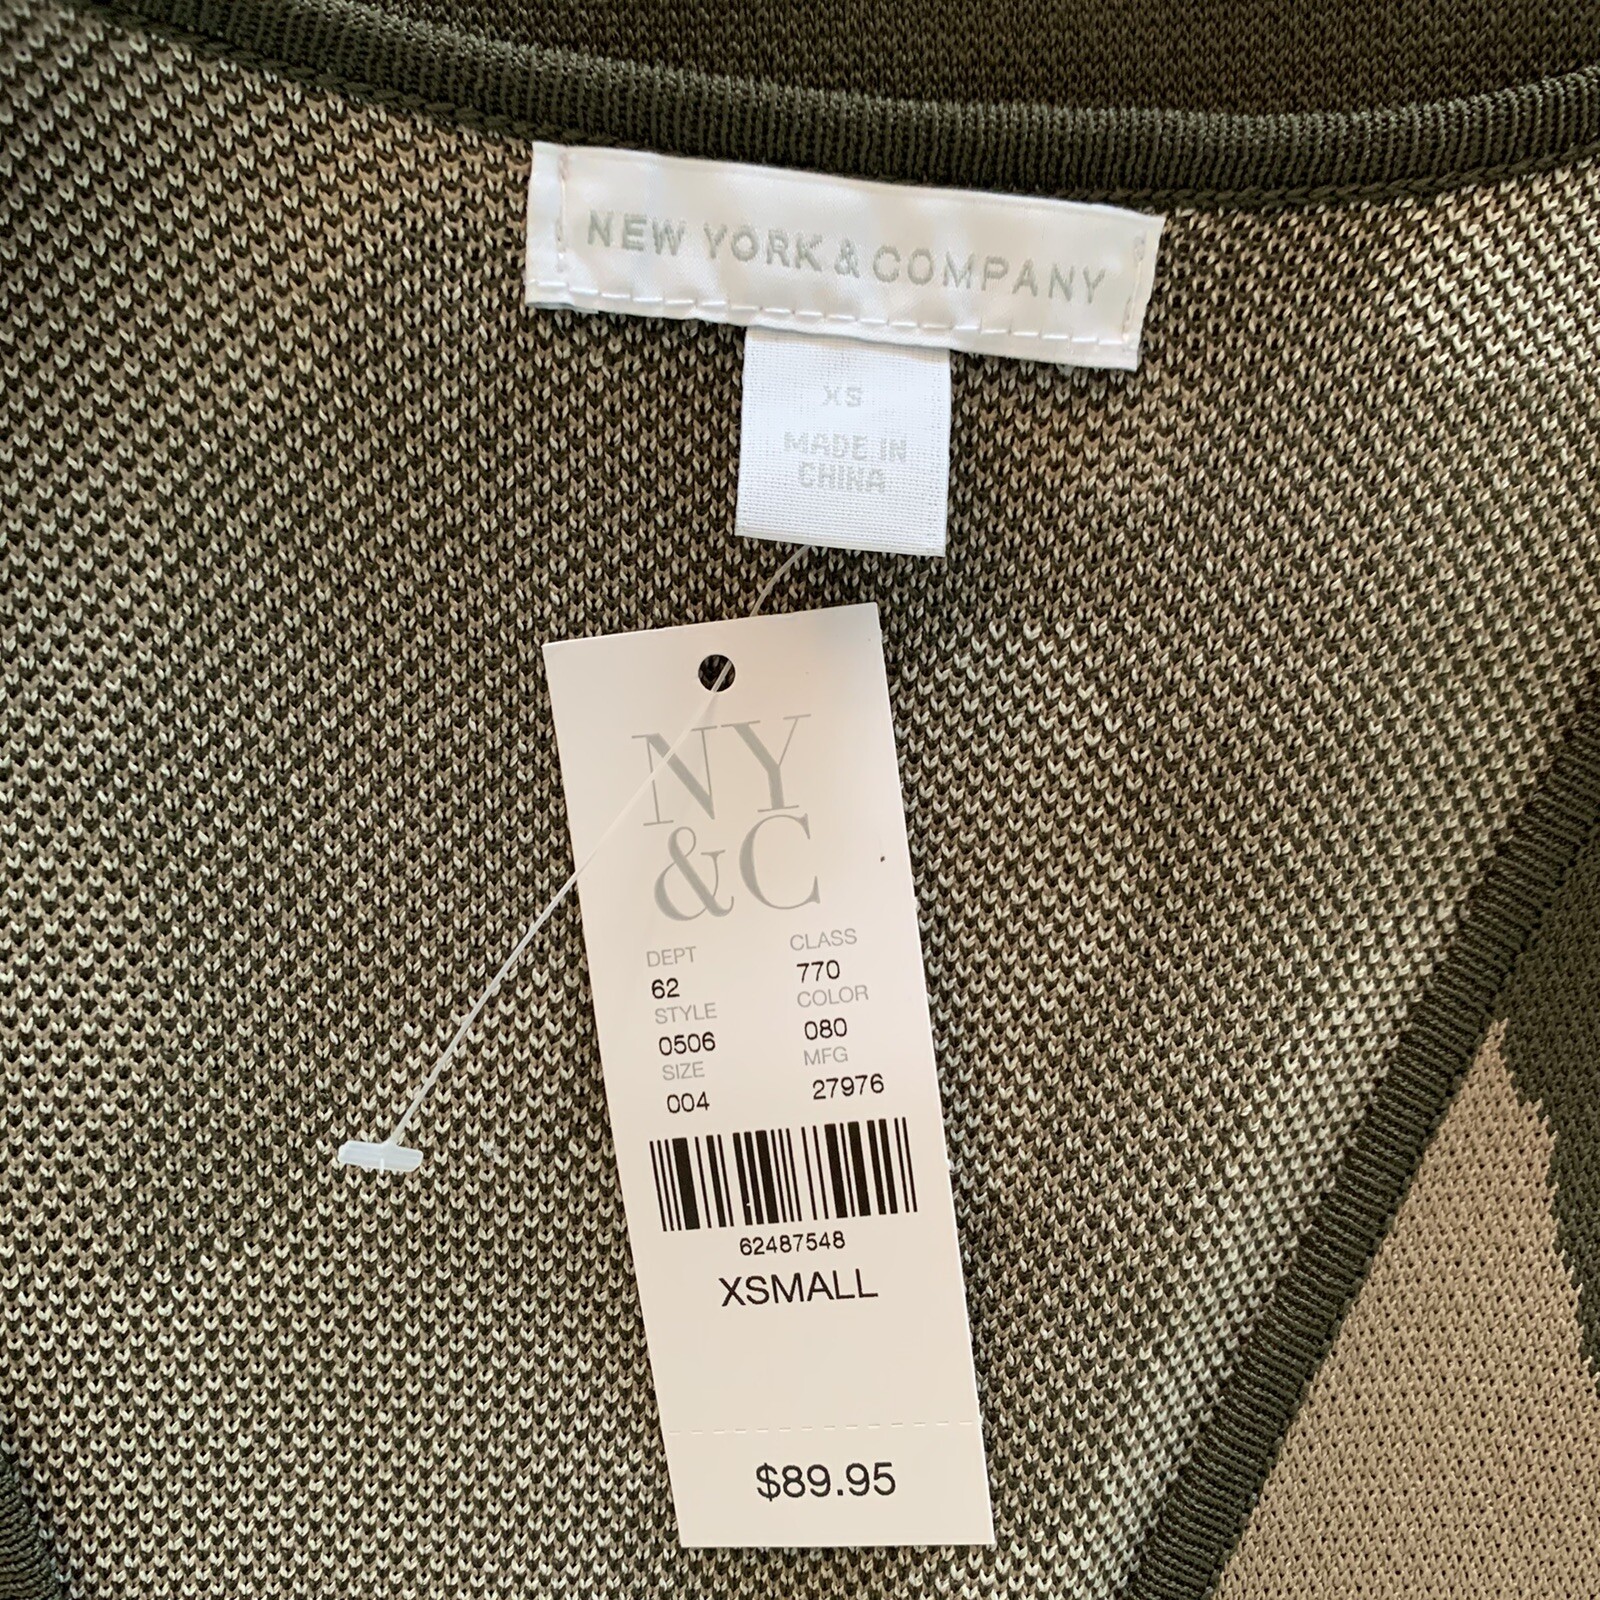 NEW YORK & COMPANY
XS
MADE IN
CHINA
NY
&C
DEPT CLASS
62 770
STYLE COLOR
0506 080
SIZE MFG
004 27976
62487548
XSMALL
$89.95